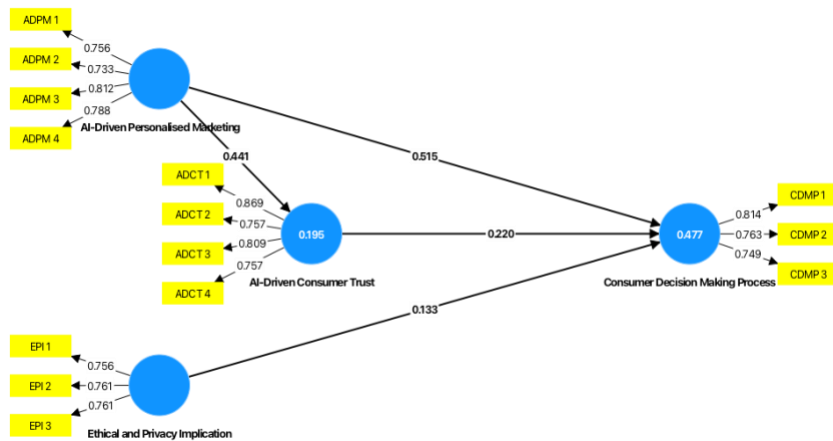 ADPM 1
0.756
ADPM 2
0.733
ADPM 3
0.812
ADPM 4
0.788
AI-Driven Personalised Marketing
0.441
0.515
ADCT 1
0.869
ADCT 2
0.757
ADCT 3
0.809
ADCT 4
0.757
0.195
AI-Driven Consumer Trust
0.220
0.477
CDMP 1
0.814
CDMP 2
0.763
CDMP 3
0.749
Consumer Decision Making Process
0.133
EPI 1
0.756
EPI 2
0.761
EPI 3
0.761
Ethical and Privacy Implication